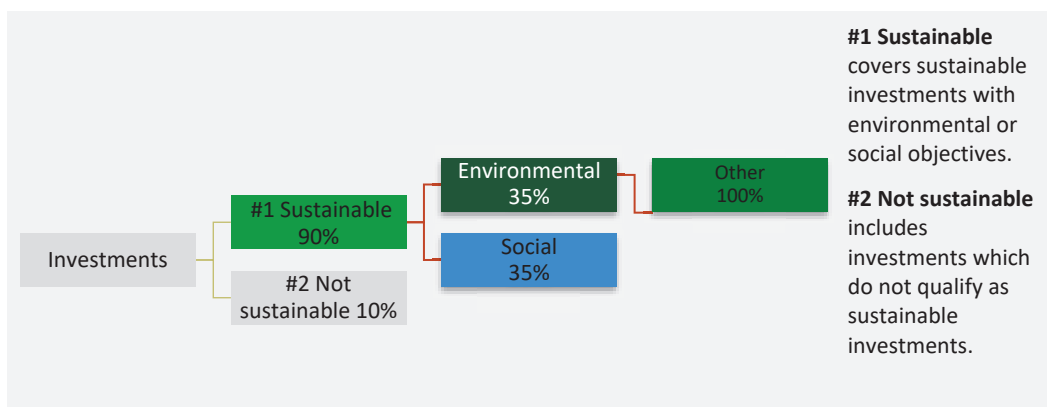 Investments
#1 Sustainable
90%
#2 Not
sustainable 10%
Environmental
35%
Social
35%
Other
100%
#1 Sustainable
covers sustainable
investments with
environmental or
social objectives.
#2 Not sustainable
includes
investments which
do not qualify as
sustainable
investments.